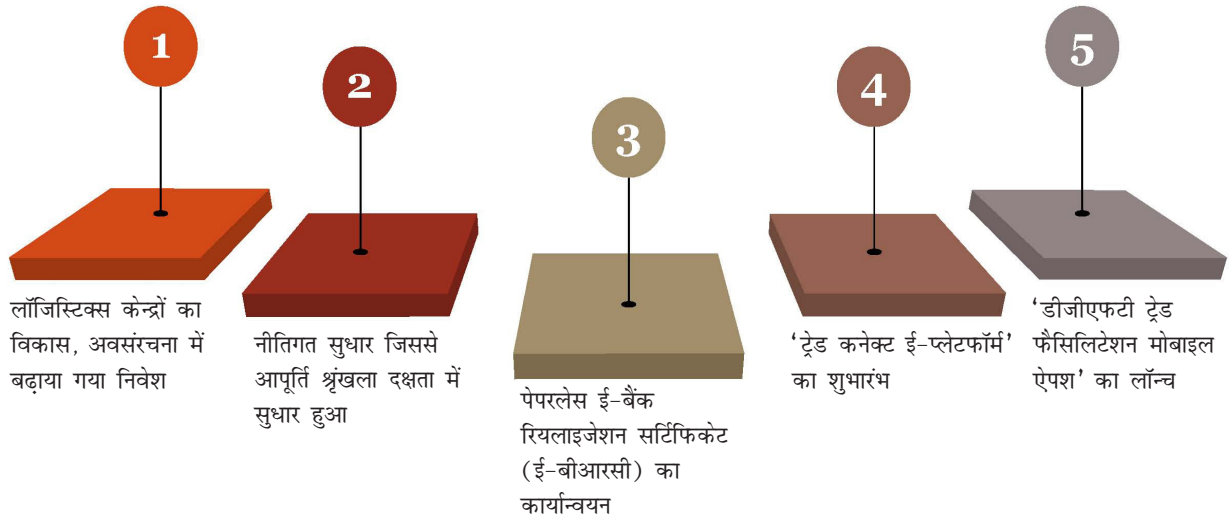 1
लॉजिस्टिक्स केन्द्रों का
विकास, अवसंरचना में
बढ़ाया गया निवेश
2
नीतिगत सुधार जिससे
आपूर्ति श्रृंखला दक्षता में
सुधार हुआ
3
पेपरलेस ई-बैंक
रियलाइजेशन सर्टिफिकेट
(ई-बीआरसी) का
कार्यान्वयन
4
‘ट्रेड कनेक्ट ई-प्लेटफॉर्म’
का शुभारंभ
5
‘डीजीएफटी ट्रेड
फैसिलिटेशन मोबाइल
ऐपश’ का लॉन्च